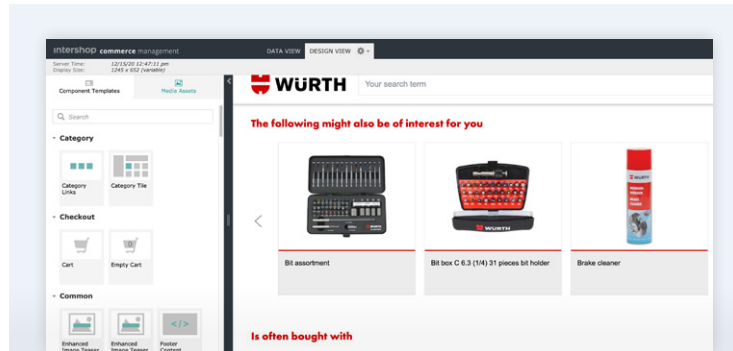 intershop commerce management
DATA VIEW DESIGN VIEW
Server Time: 12/15/20 12:47:11 pm
Display Size: 1245 x 652 (variable)
Component Templates
Media Assets
WÜRTH
Your search term
Search
The following might also be of interest for you
Category
Category Links
Category Tile
Checkout
0
Cart
Empty Cart
WÜRTH
WÜRTH
Bit assortment
Bit box C 6.3 (1/4) 31 pieces bit holder
Brake cleaner
Common
</>
Enhanced Image Teaser
Enhanced Image Teaser
Footer Content
Is often bought with